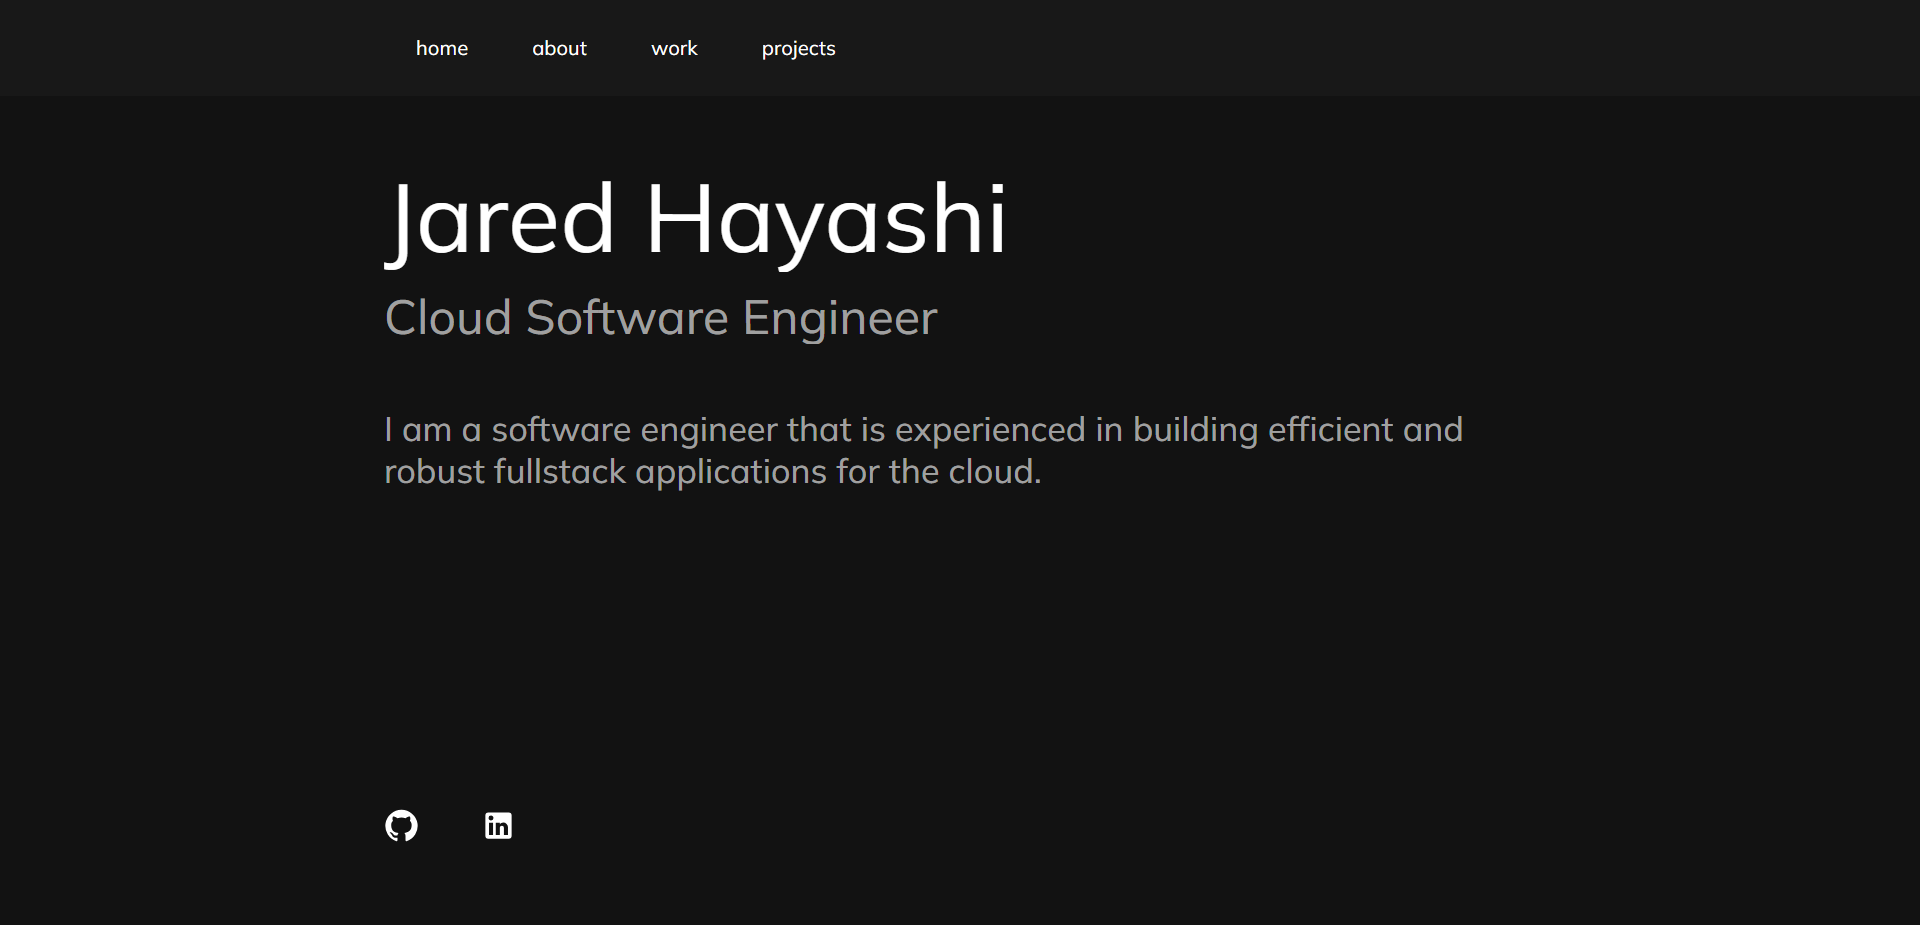 home about work projects
Jared Hayashi
Cloud Software Engineer
I am a software engineer that is experienced in building efficient and
robust fullstack applications for the cloud.
in